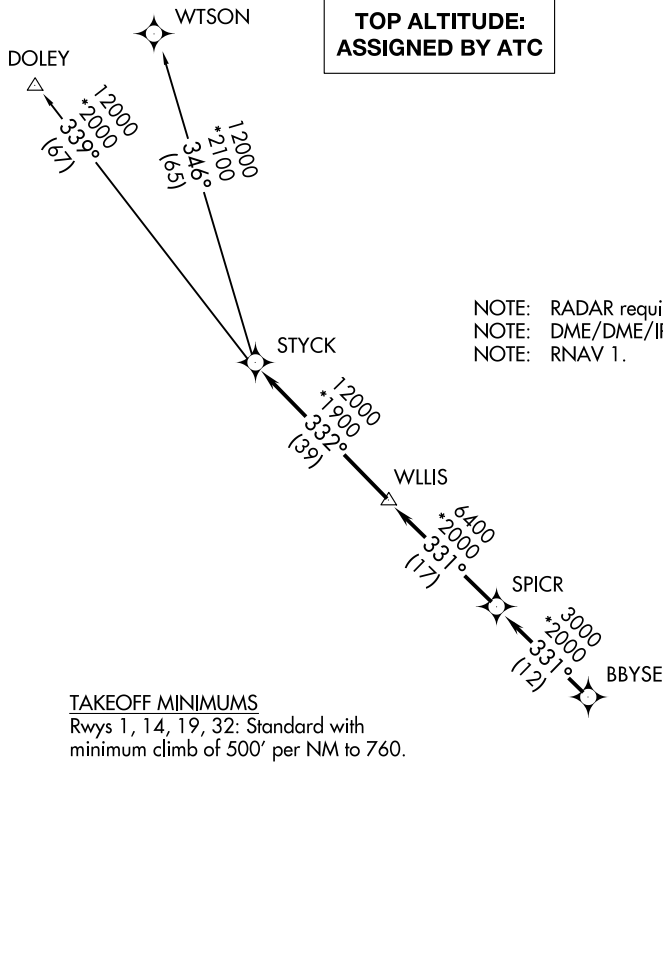 WTSON
TOP ALTITUDE:
ASSIGNED BY ATC
DOLEY
12000
*2000
339°
(67)
12000
*2100
346°
(65)
NOTE: RADAR requi
NOTE: DME/DME/I
NOTE: RNAV 1.
STYCK
12000
*1900
332°
(39)
WLLIS
6400
*2000
331°
(17)
SPICR
3000
*2000
331°
(12)
BBYSE
TAKEOFF MINIMUMS
Rwys 1, 14, 19, 32: Standard with
minimum climb of 500' per NM to 760.